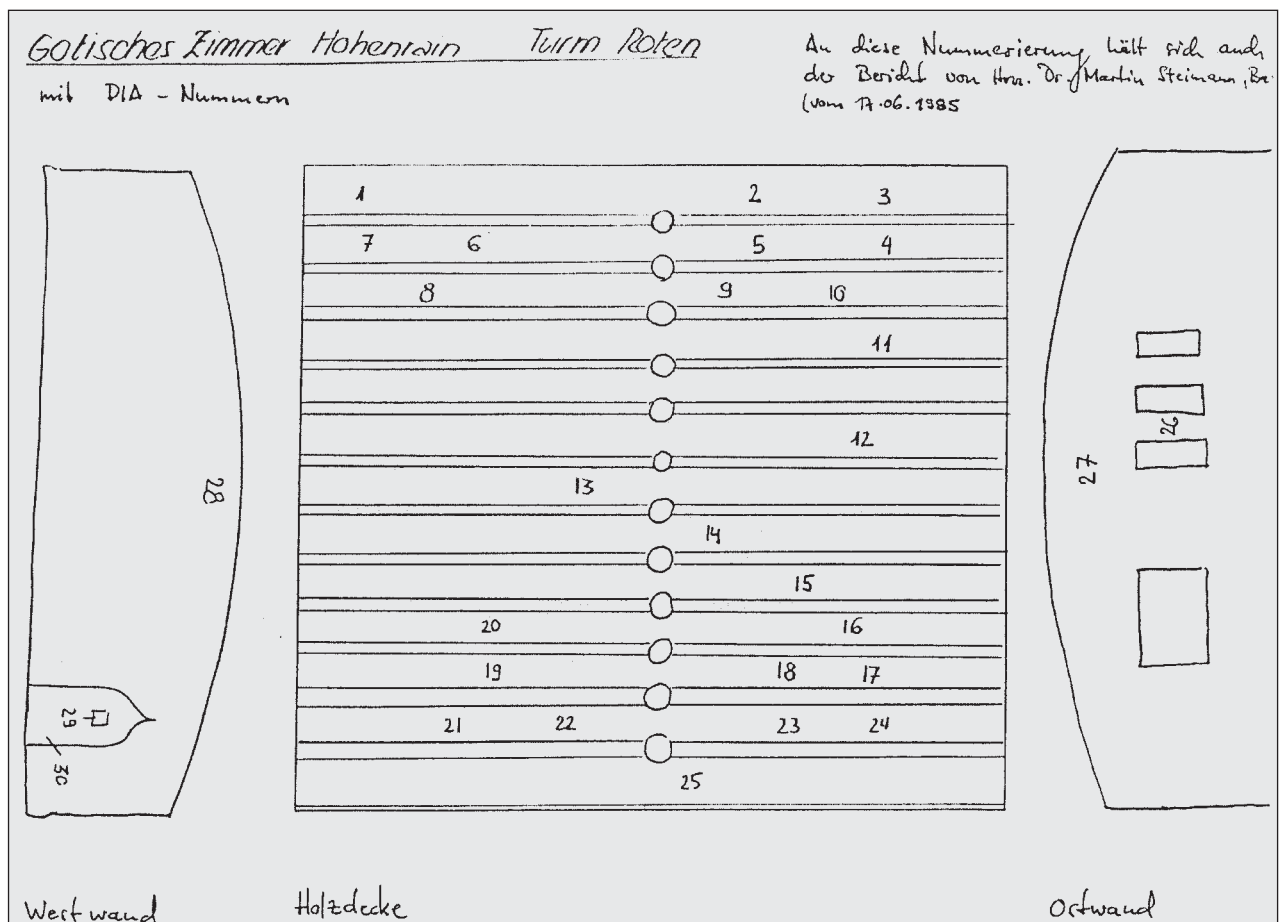 Gotisches Zimmer Hohenrain Turm Roten
mit DIA - Nummern
An diese Nummerierung hält sich auch
der Bericht von Hrn. Dr. Martin Steimann, Be.
(vom 17.06.1985
1 2 3
7 6 5 4
8 9 10
11
12
13
14
15
20 16
19 18 17
21 22 23 24
25
28
29
30
26
27
Westwand Holzdecke Ostwand